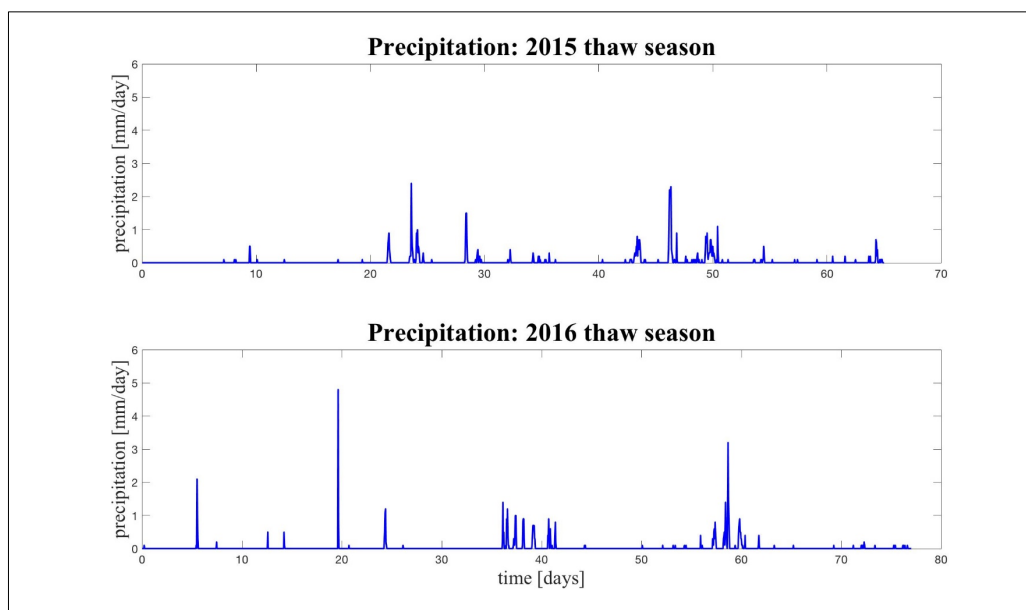 Precipitation: 2015 thaw season
precipitation [mm/day]
6
5
4
3
2
1
0
0 10 20 30 40 50 60 70
Precipitation: 2016 thaw season
precipitation [mm/day]
6
5
4
3
2
1
0
0 10 20 30 40 50 60 70 80
time [days]